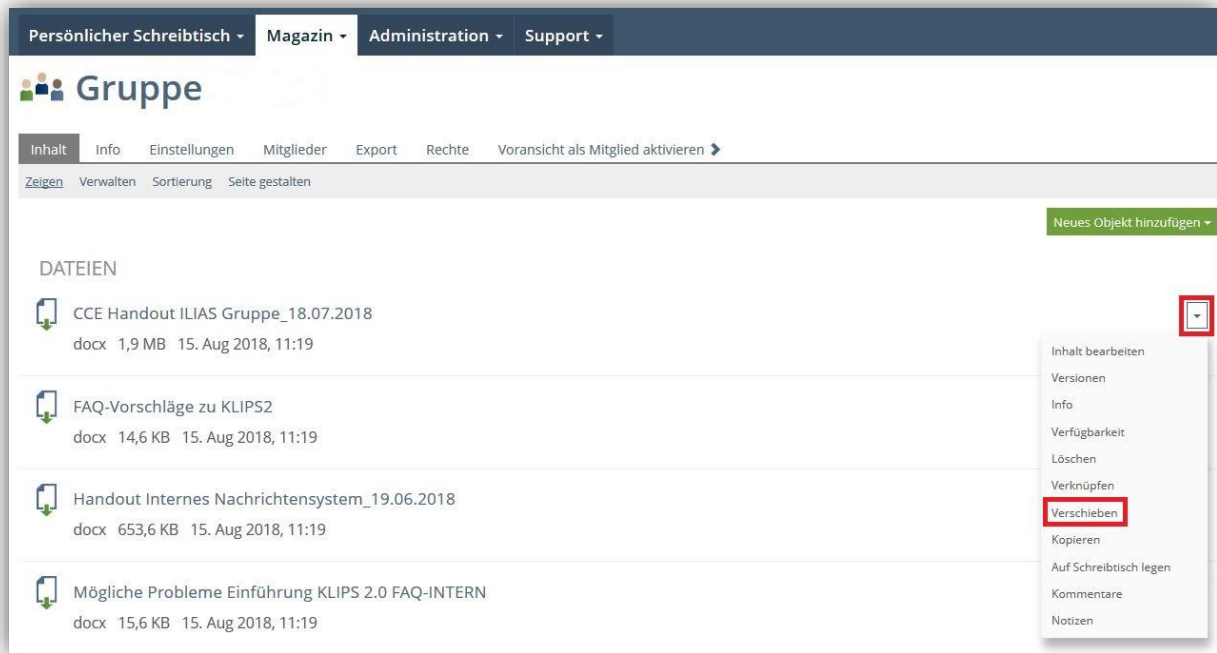 Persönlicher Schreibtisch Magazin Administration Support
Gruppe
Inhalt Info Einstellungen Mitglieder Export Rechte Voransicht als Mitglied aktivieren
Zeigen Verwalten Sortierung Seite gestalten
Neues Objekt hinzufügen
DATEIEN
CCE Handout ILIAS Gruppe_18.07.2018
docx 1,9 MB 15. Aug 2018, 11:19
FAQ-Vorschläge zu KLIPS2
docx 14,6 KB 15. Aug 2018, 11:19
Handout Internes Nachrichtensystem_19.06.2018
docx 653,6 KB 15. Aug 2018, 11:19
Mögliche Probleme Einführung KLIPS 2.0 FAQ-INTERN
docx 15,6 KB 15. Aug 2018, 11:19
Inhalt bearbeiten
Versionen
Info
Verfügbarkeit
Löschen
Verknüpfen
Verschieben
Kopieren
Auf Schreibtisch legen
Kommentare
Notizen